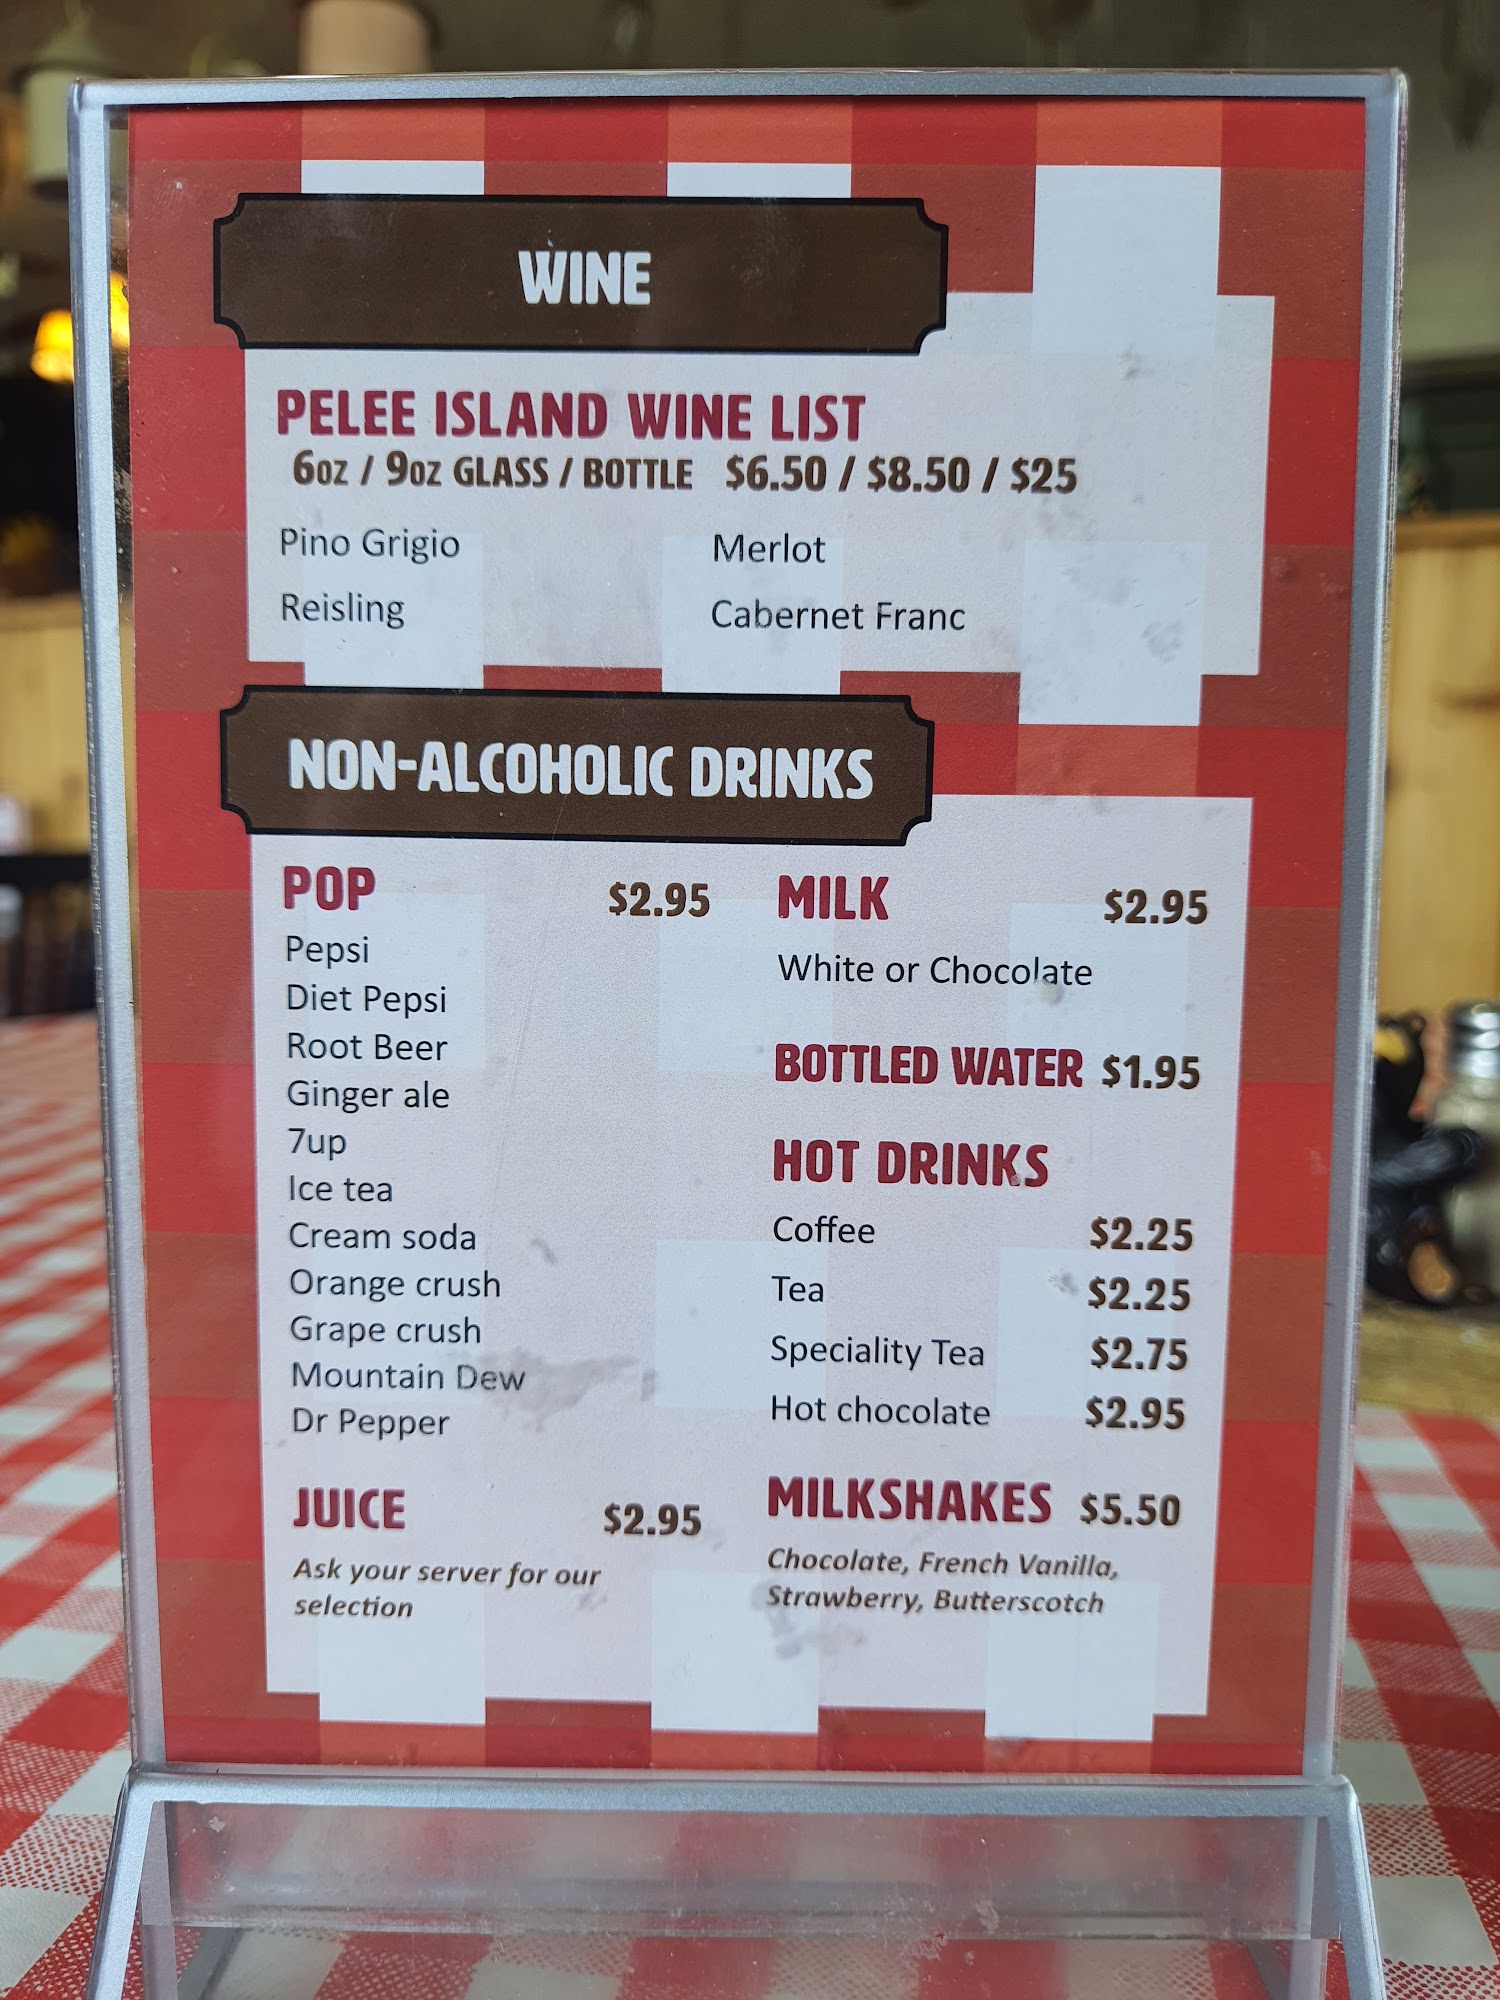 WINE
PELEE ISLAND WINE LIST
6OZ / 9OZ GLASS / BOTTLE $6.50 / $8.50 / $25
Pino Grigio
Merlot
Reisling
Cabernet Franc
NON-ALCOHOLIC DRINKS
POP $2.95
Pepsi
Diet Pepsi
Root Beer
Ginger ale
7up
Ice tea
Cream soda
Orange crush
Grape crush
Mountain Dew
Dr Pepper
JUICE $2.95
Ask your server for our
selection
MILK $2.95
White or Chocolate
BOTTLED WATER $1.95
HOT DRINKS
Coffee $2.25
Tea $2.25
Speciality Tea $2.75
Hot chocolate $2.95
MILKSHAKES $5.50
Chocolate, French Vanilla,
Strawberry, Butterscotch